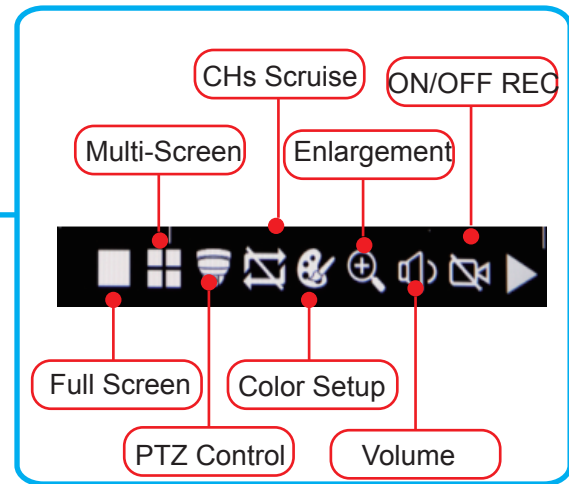 CHs Scruise
ON/OFF REC
Multi-Screen
Enlargement
Full Screen
Color Setup
PTZ Control
Volume